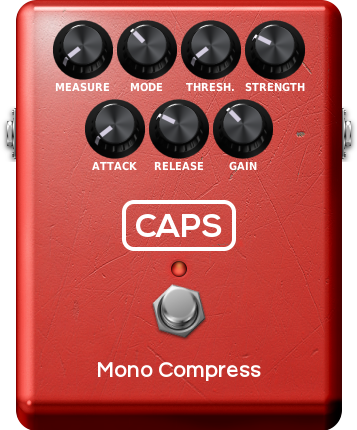 MEASURE MODE THRESH. STRENGTH
ATTACK RELEASE GAIN
CAPS
Mono Compress